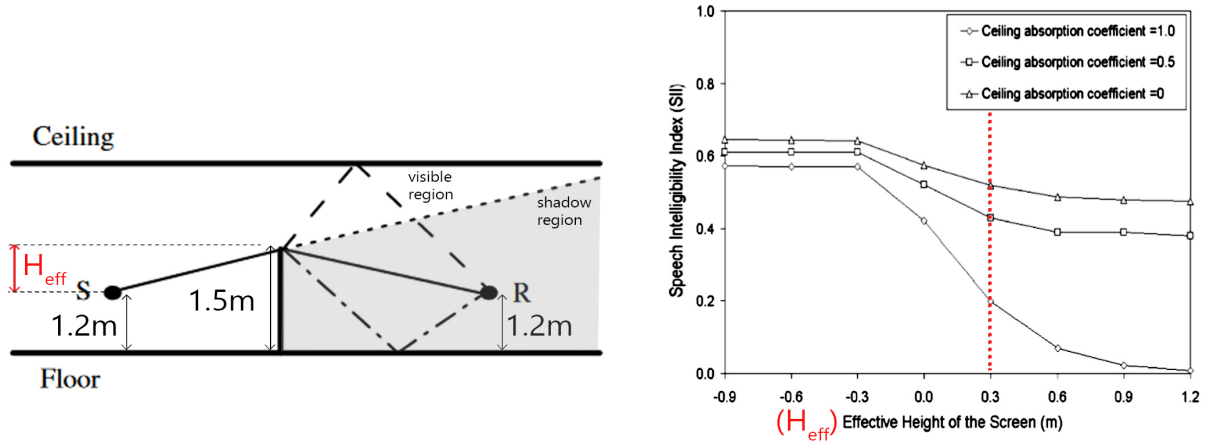 Ceiling
visible
region
shadow
region
H_eff
S
1.5m
R
1.2m
1.2m
Floor
Ceiling absorption coefficient =1.0
Ceiling absorption coefficient =0.5
Ceiling absorption coefficient =0
Speech Intelligibility Index (SII)
1.0
0.8
0.6
0.4
0.2
0.0
-0.9 -0.6 -0.3 0.0 0.3 0.6 0.9 1.2
(H_eff) Effective Height of the Screen (m)